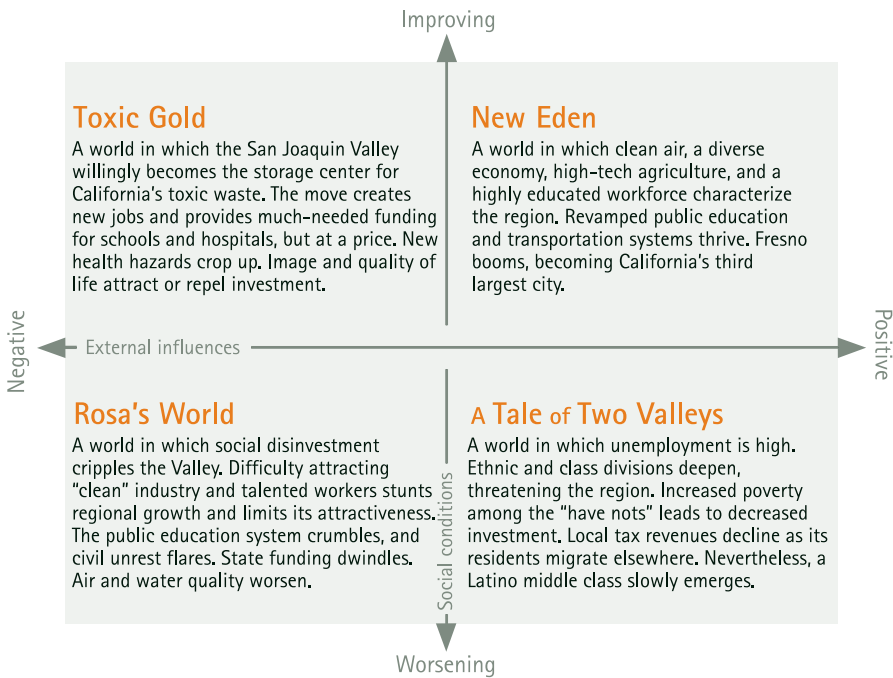 Improving
Toxic Gold
A world in which the San Joaquin Valley
willingly becomes the storage center for
California's toxic waste. The move creates
new jobs and provides much-needed funding
for schools and hospitals, but at a price. New
health hazards crop up. Image and quality of
life attract or repel investment.
New Eden
A world in which clean air, a diverse
economy, high-tech agriculture, and a
highly educated workforce characterize
the region. Revamped public education
and transportation systems thrive. Fresno
booms, becoming California's third
largest city.
Negative
External influences
Positive
Rosa's World
A world in which social disinvestment
cripples the Valley. Difficulty attracting
“clean” industry and talented workers stunts
regional growth and limits its attractiveness.
The public education system crumbles, and
civil unrest flares. State funding dwindles.
Air and water quality worsen.
Social conditions
A Tale of Two Valleys
A world in which unemployment is high.
Ethnic and class divisions deepen,
threatening the region. Increased poverty
among the “have nots” leads to decreased
investment. Local tax revenues decline as its
residents migrate elsewhere. Nevertheless, a
Latino middle class slowly emerges.
Worsening